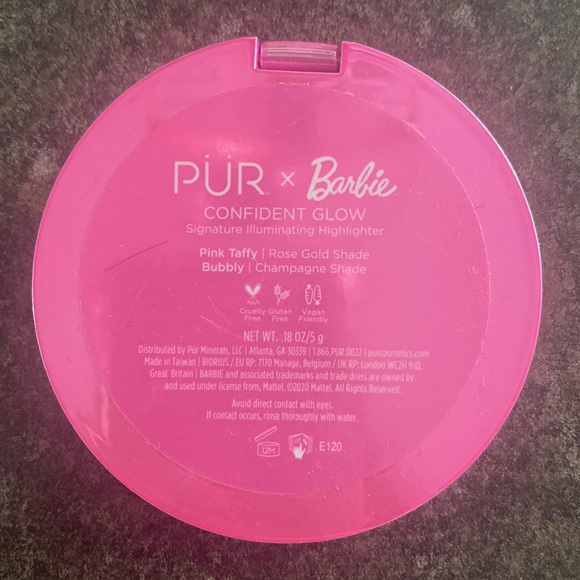 PÜR x Barbie
CONFIDENT GLOW
Signature Illuminating Highlighter
Pink Taffy | Rose Gold Shade
Bubbly | Champagne Shade
Cruelty Free
Gluten Free
Vegan Friendly
NET WT. .18 OZ/5 g
Distributed by Pür Minerals, LLC | Atlanta, GA 30339 | 1.866.PUR.0022 | purcosmetics.com
Made in Taiwan | BIORIUS / EU RP: 7170 Manage, Belgium / UK RP: London WC2H 9JQ,
Great Britain | BARBIE and associated trademarks and trade dress are owned by
and used under license from, Mattel. ©2020 Mattel. All Rights Reserved.
Avoid direct contact with eyes.
If contact occurs, rinse thoroughly with water.
12M
E120